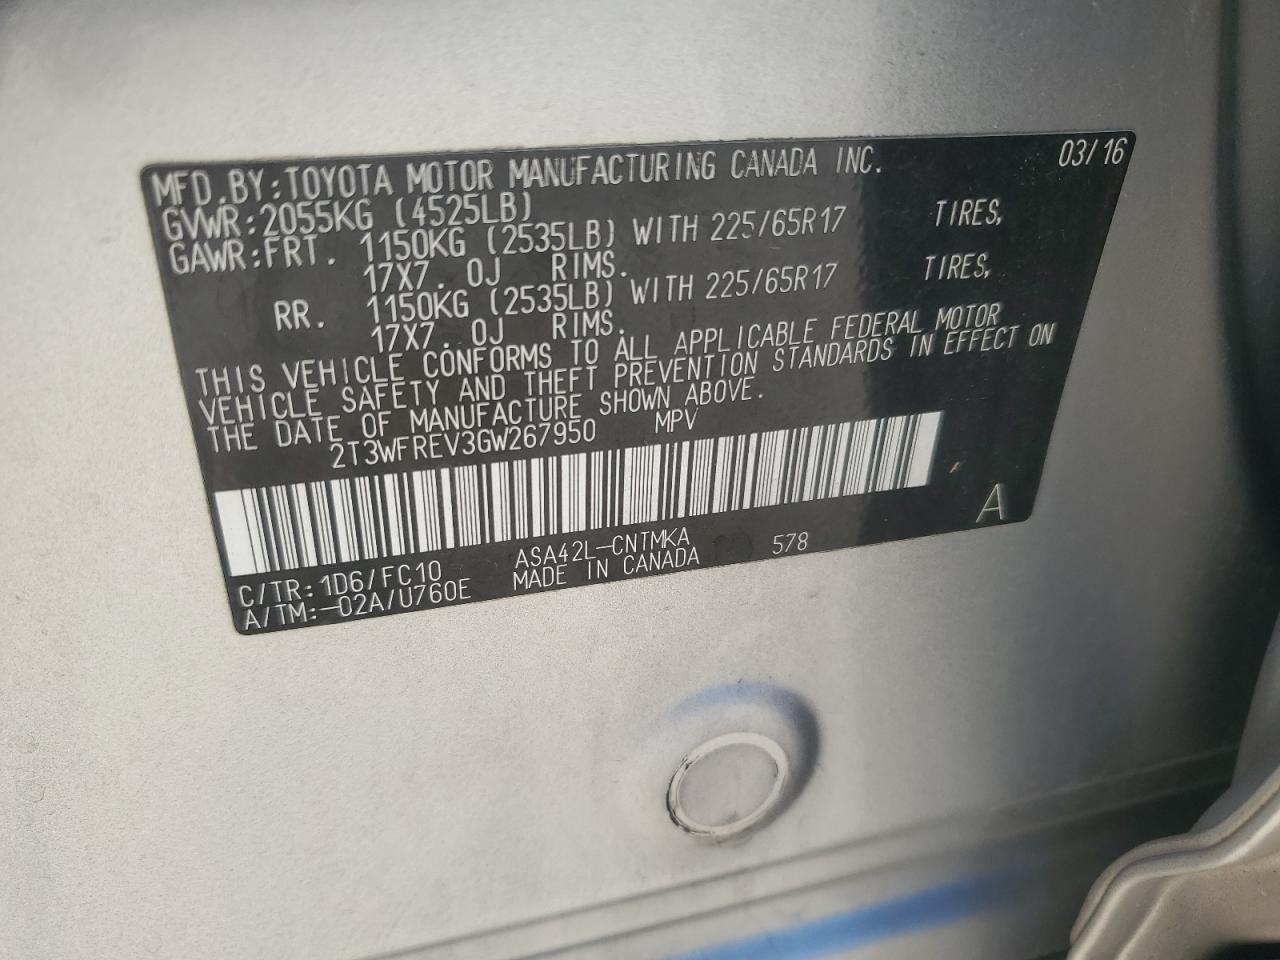 MFD.BY:TOYOTA MOTOR MANUFACTURING CANADA INC. 03/16
GVWR:2055KG (4525LB)
GAWR:FRT. 1150KG (2535LB) WITH 225/65R17 TIRES,
17X7.0J RIMS.
RR. 1150KG (2535LB) WITH 225/65R17 TIRES,
17X7.0J RIMS.
THIS VEHICLE CONFORMS TO ALL APPLICABLE FEDERAL MOTOR
VEHICLE SAFETY AND THEFT PREVENTION STANDARDS IN EFFECT ON
THE DATE OF MANUFACTURE SHOWN ABOVE.
2T3WFREV3GW267950 MPV
A
C/TR:1D6/FC10 ASA42L-CNTMKA 578
A/TM:-02A/U760E MADE IN CANADA